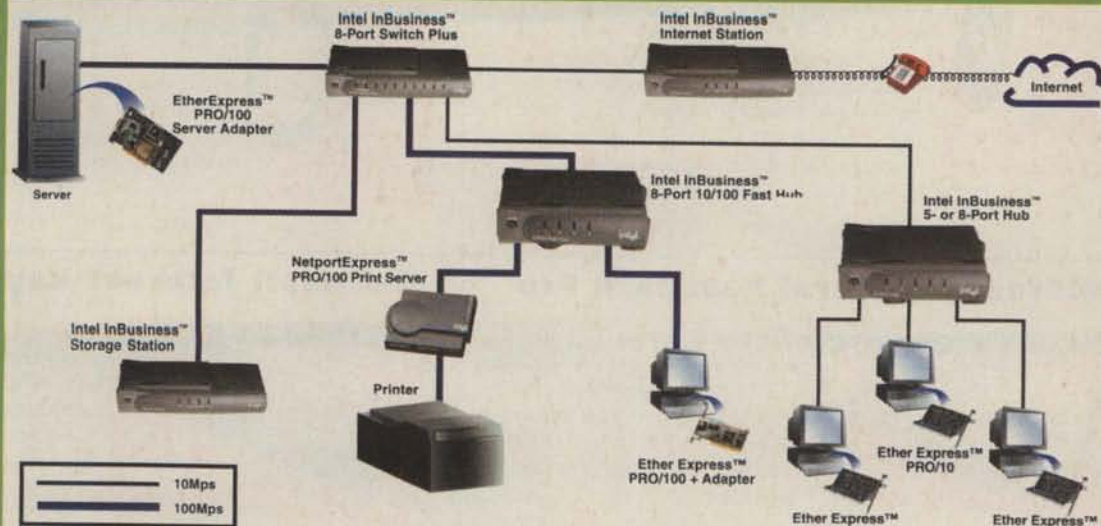 Intel InBusiness™
8-Port Switch Plus
Intel InBusiness™
Internet Station
Internet
EtherExpress™
PRO/100
Server Adapter
Server
Intel InBusiness™
8-Port 10/100 Fast Hub
Intel InBusiness™
5- or 8-Port Hub
NetportExpress™
PRO/100 Print Server
Intel InBusiness™
Storage Station
Printer
Ether Express™
PRO/100 + Adapter
Ether Express™
PRO/10
Ether Express™
Ether Express™
10Mps
100Mps